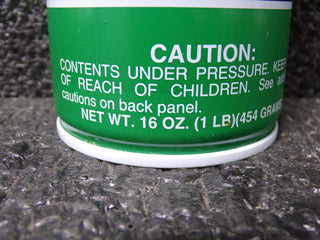 CAUTION:
CONTENTS UNDER PRESSURE. KEEP
OF REACH OF CHILDREN. See
cautions on back panel.
NET WT. 16 OZ. (1 LB)(454 GRAMS